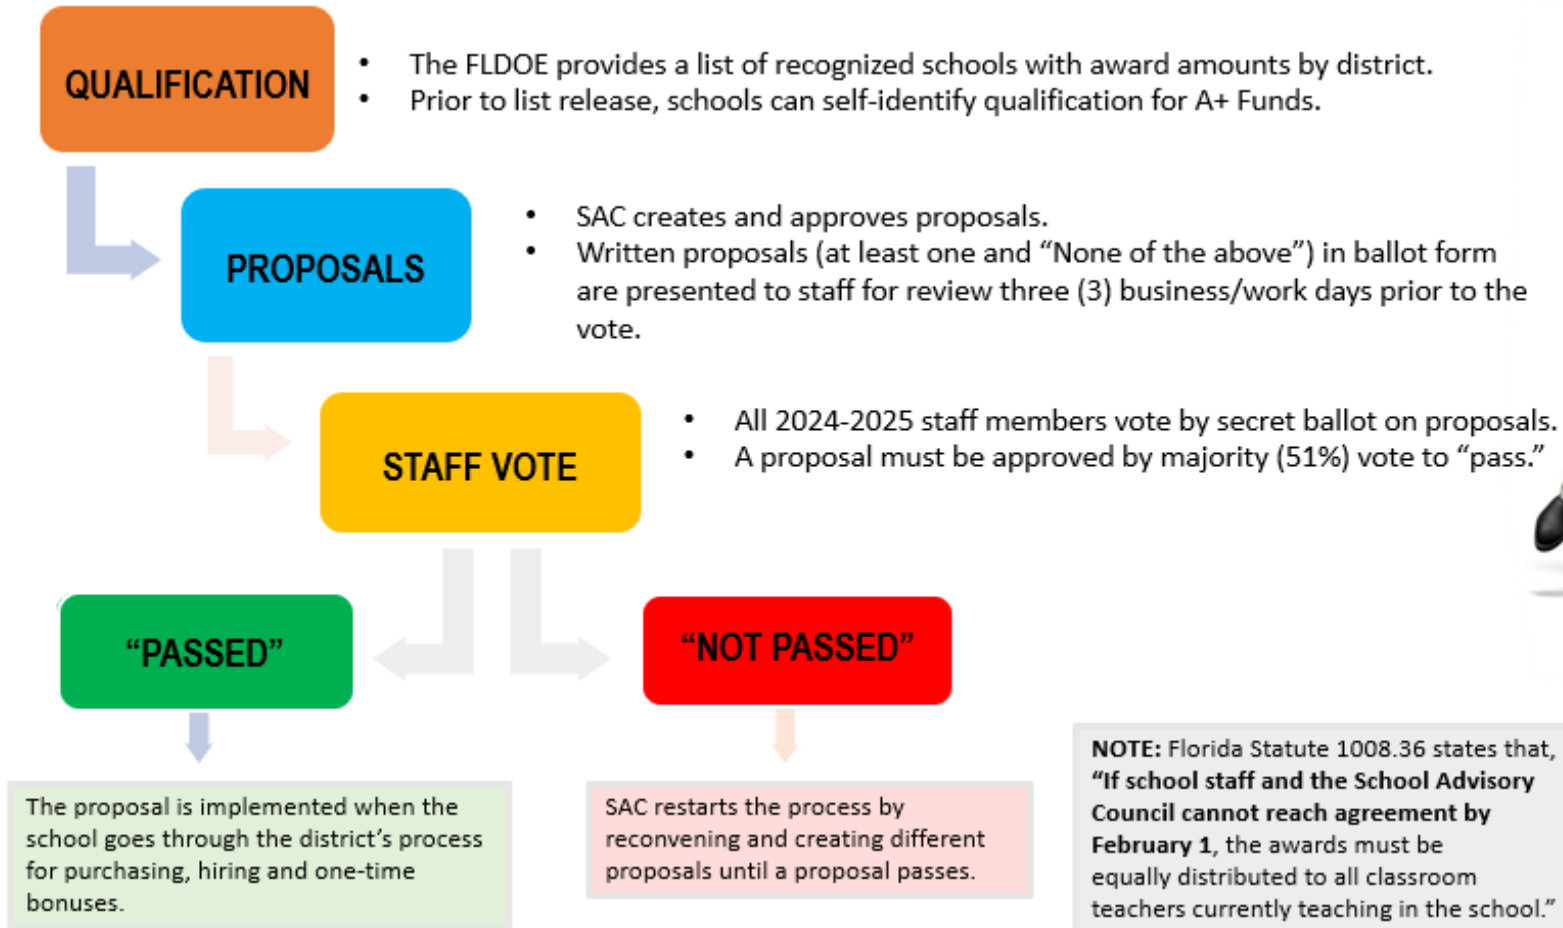 QUALIFICATION
• The FLDOE provides a list of recognized schools with award amounts by district.
• Prior to list release, schools can self-identify qualification for A+ Funds.
PROPOSALS
• SAC creates and approves proposals.
• Written proposals (at least one and “None of the above”) in ballot form
are presented to staff for review three (3) business/work days prior to the
vote.
STAFF VOTE
• All 2024-2025 staff members vote by secret ballot on proposals.
• A proposal must be approved by majority (51%) vote to “pass.”
“PASSED”
“NOT PASSED”
The proposal is implemented when the
school goes through the district’s process
for purchasing, hiring and one-time
bonuses.
SAC restarts the process by
reconvening and creating different
proposals until a proposal passes.
NOTE: Florida Statute 1008.36 states that,
“If school staff and the School Advisory
Council cannot reach agreement by
February 1, the awards must be
equally distributed to all classroom
teachers currently teaching in the school.”